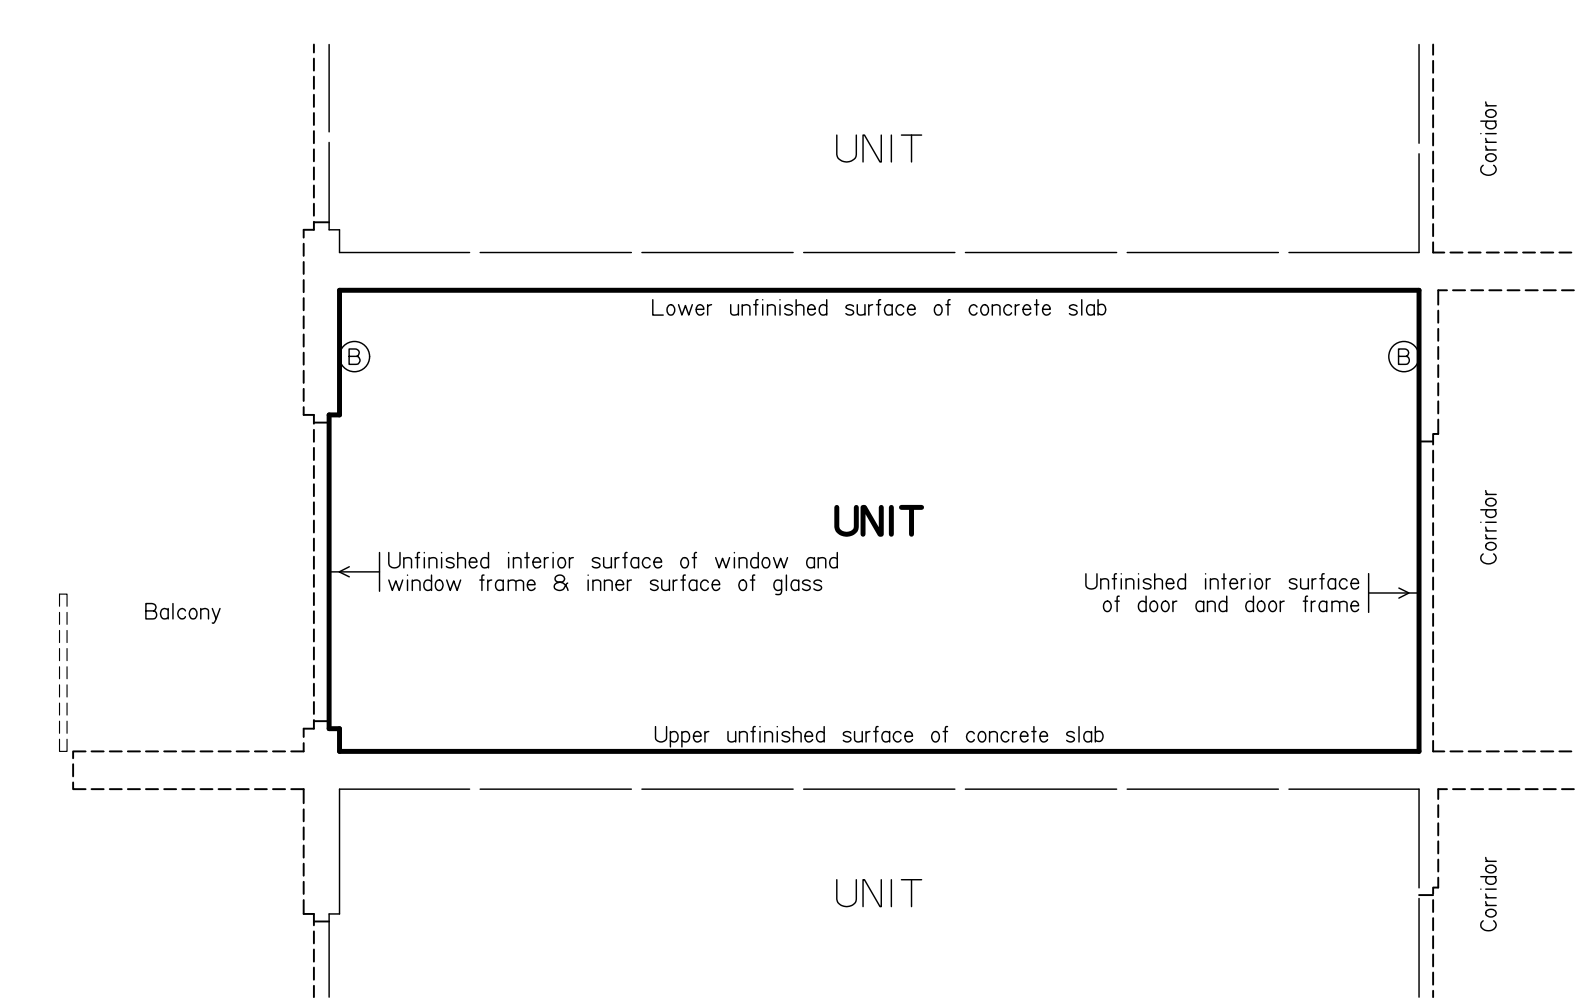 UNIT
Corridor
Lower unfinished surface of concrete slab
B
B
UNIT
Corridor
Unfinished interior surface of window and
window frame & inner surface of glass
Unfinished interior surface
of door and door frame
Balcony
Upper unfinished surface of concrete slab
UNIT
Corridor